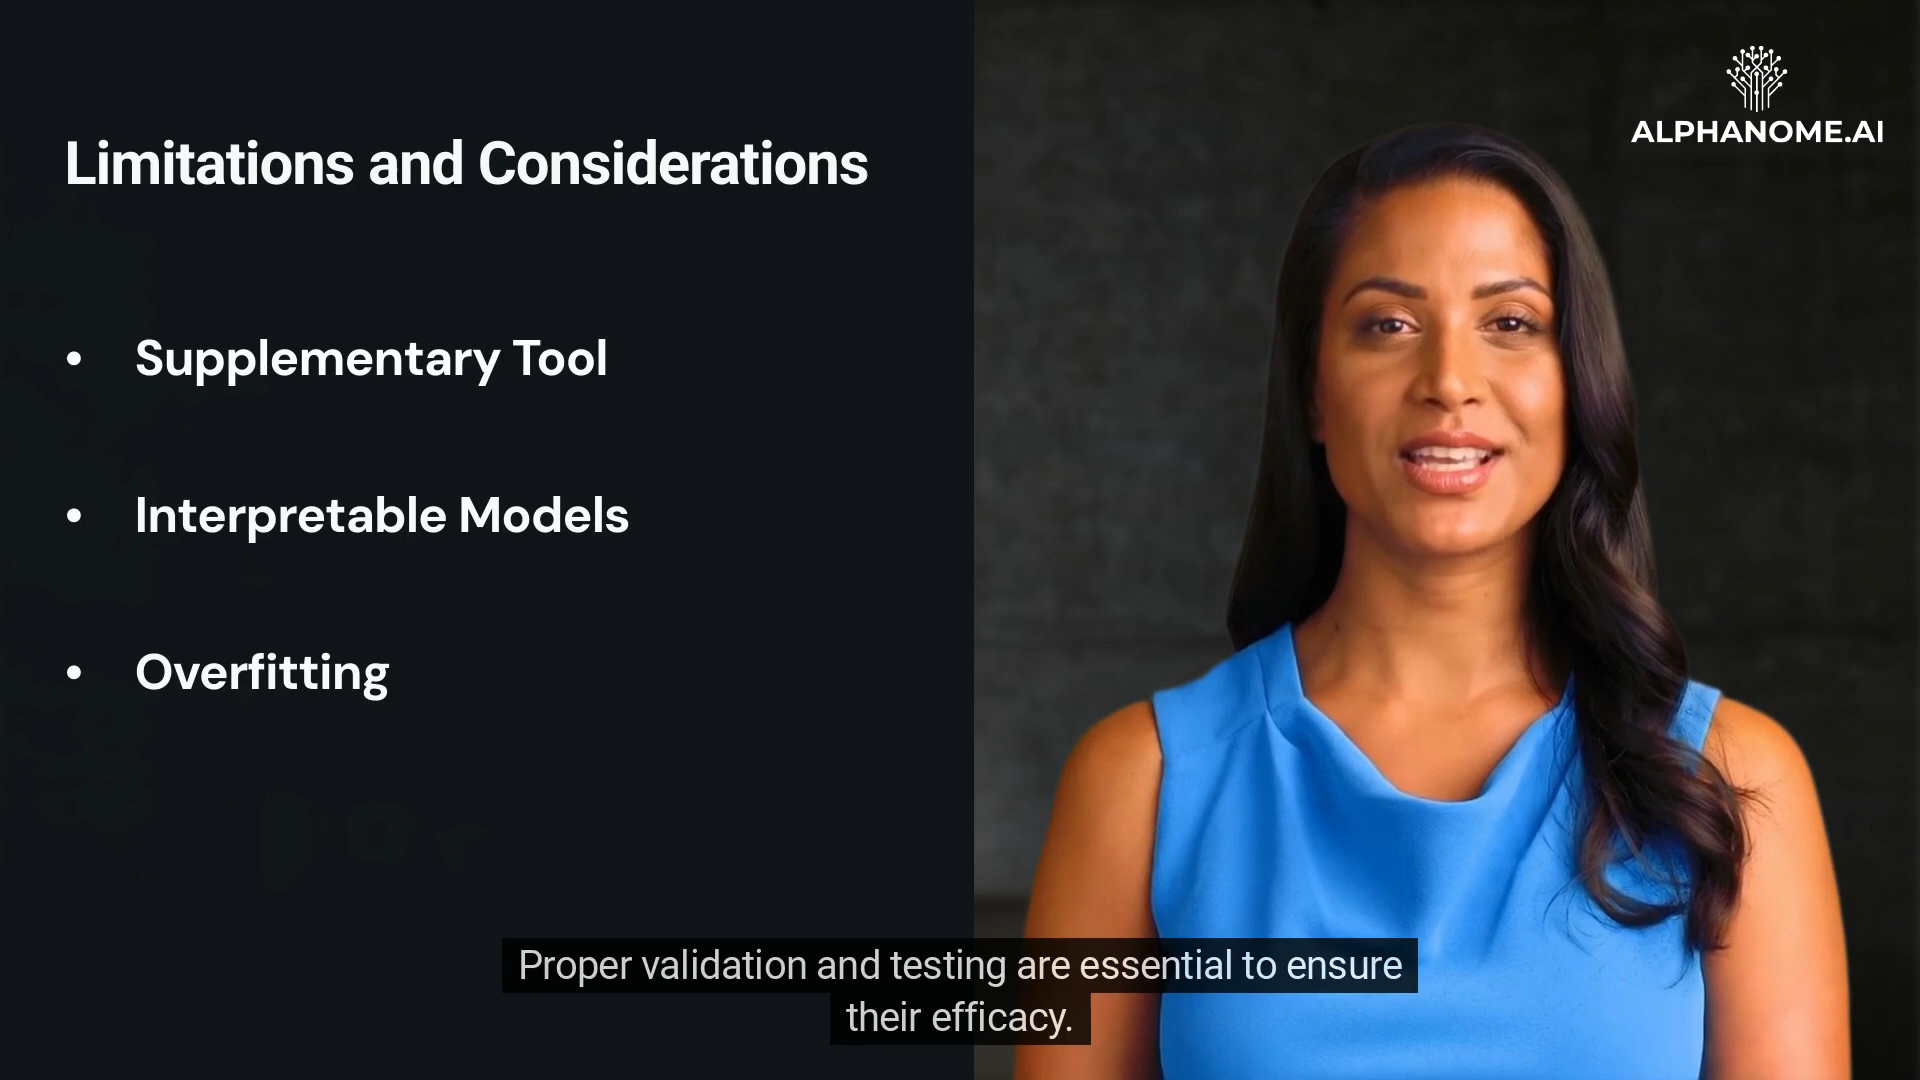 ALPHANOME.AI
Limitations and Considerations
• Supplementary Tool
• Interpretable Models
• Overfitting
Proper validation and testing are essential to ensure
their efficacy.